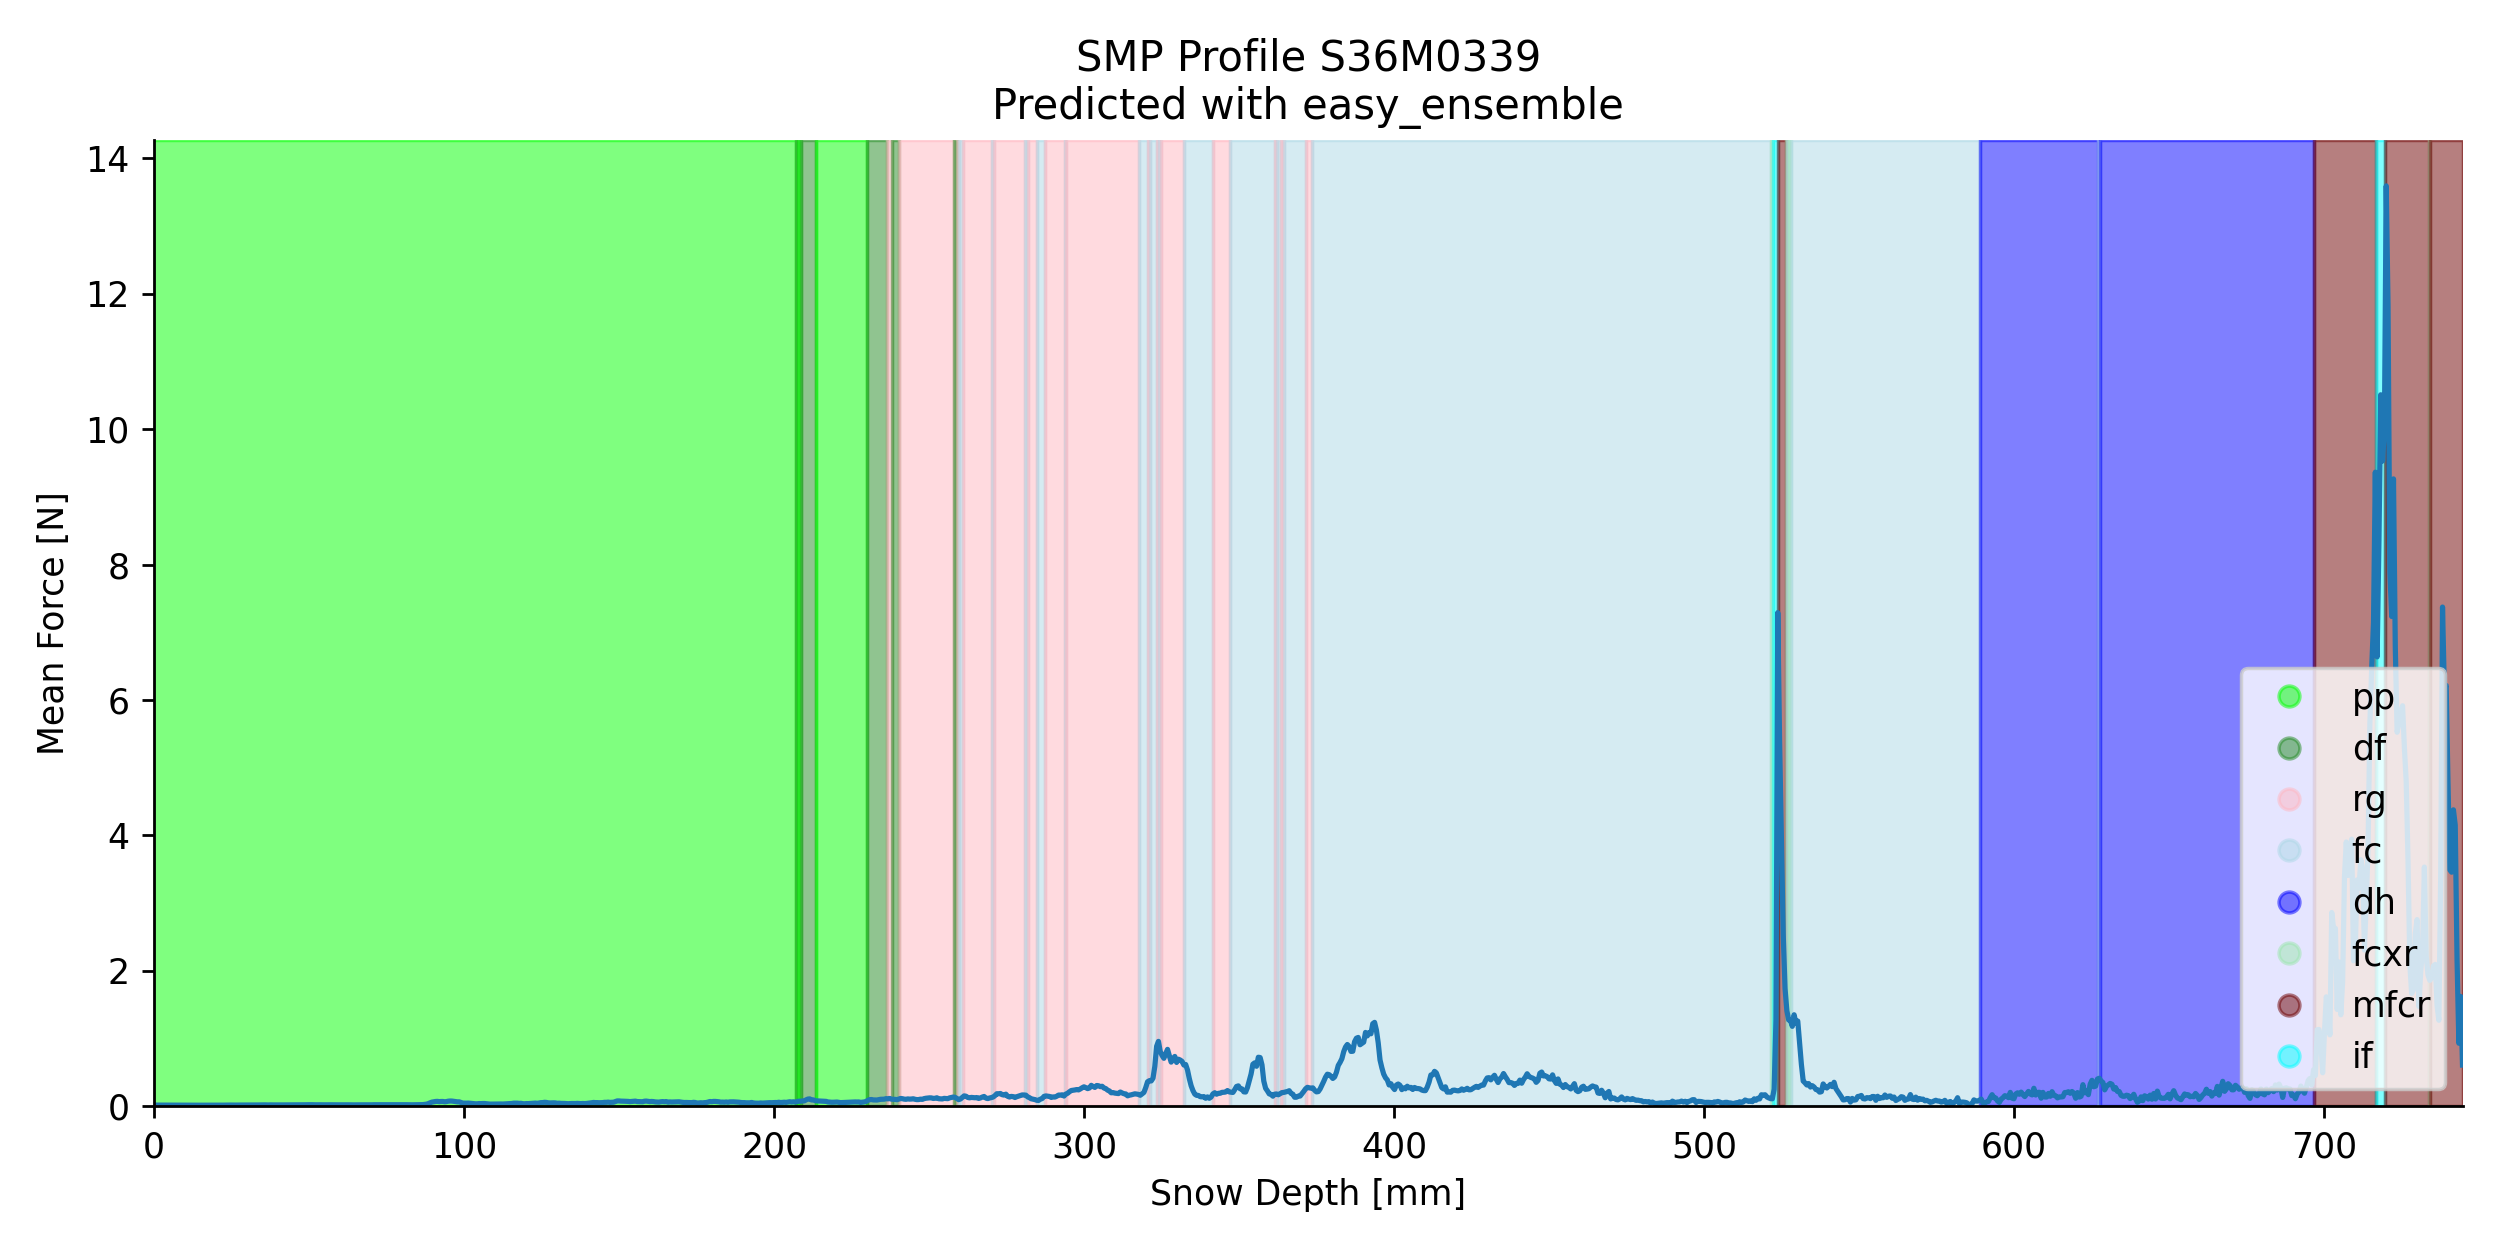 SMP Profile S36M0339
Predicted with easy_ensemble
Mean Force [N]
14
12
10
8
6
4
2
0
pp
df
rg
fc
dh
fcxr
mfcr
if
0 100 200 300 400 500 600 700
Snow Depth [mm]